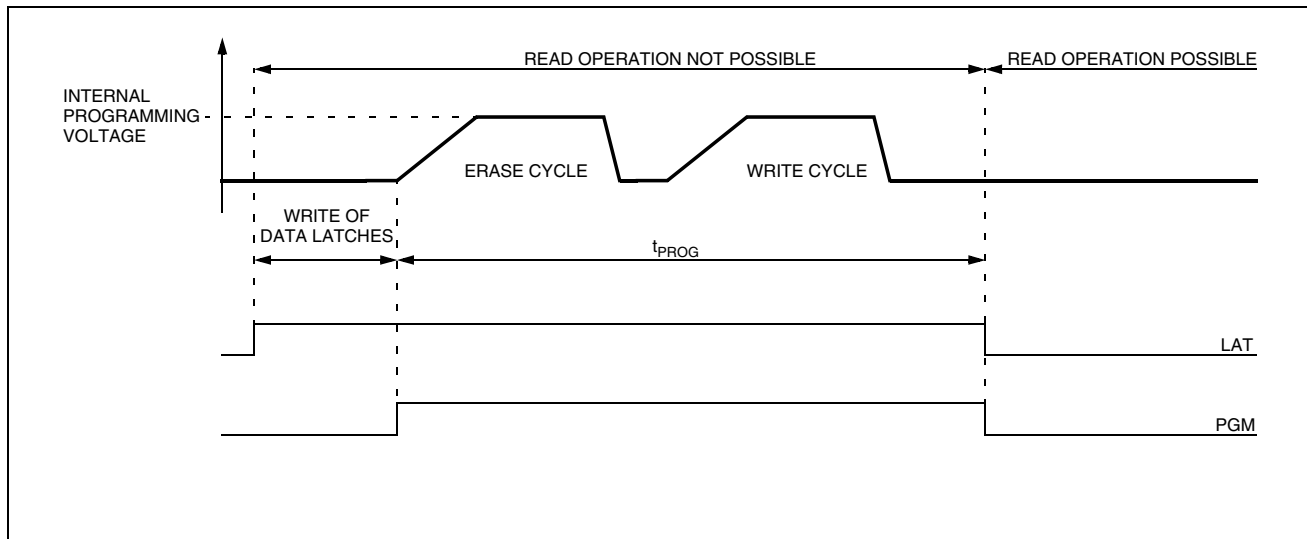 READ OPERATION NOT POSSIBLE
READ OPERATION POSSIBLE
INTERNAL
PROGRAMMING
VOLTAGE
ERASE CYCLE
WRITE CYCLE
WRITE OF
DATA LATCHES
tPROG
LAT
PGM